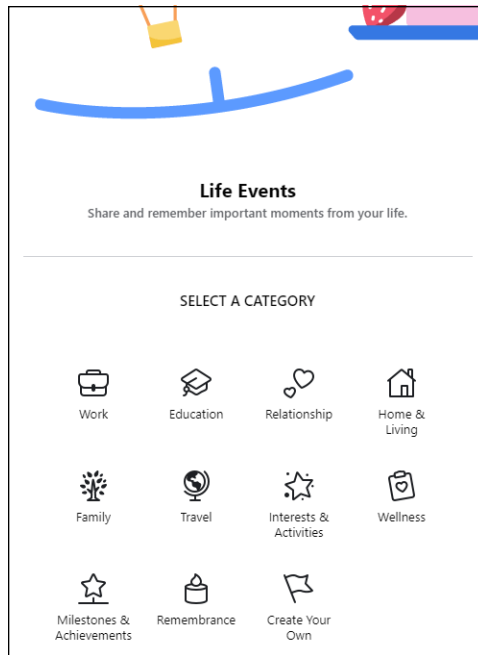 Life Events
Share and remember important moments from your life.
SELECT A CATEGORY
Work
Education
Relationship
Home &
Living
Family
Travel
Interests &
Activities
Wellness
Milestones &
Achievements
Remembrance
Create Your
Own